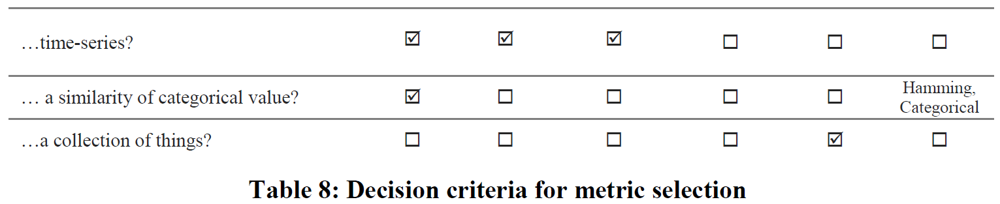 …time-series? ☑ ☑ ☑ ☐ ☐ ☐
… a similarity of categorical value? ☑ ☐ ☐ ☐ ☐ Hamming,
Categorical
…a collection of things? ☐ ☐ ☐ ☐ ☑ ☐
Table 8: Decision criteria for metric selection